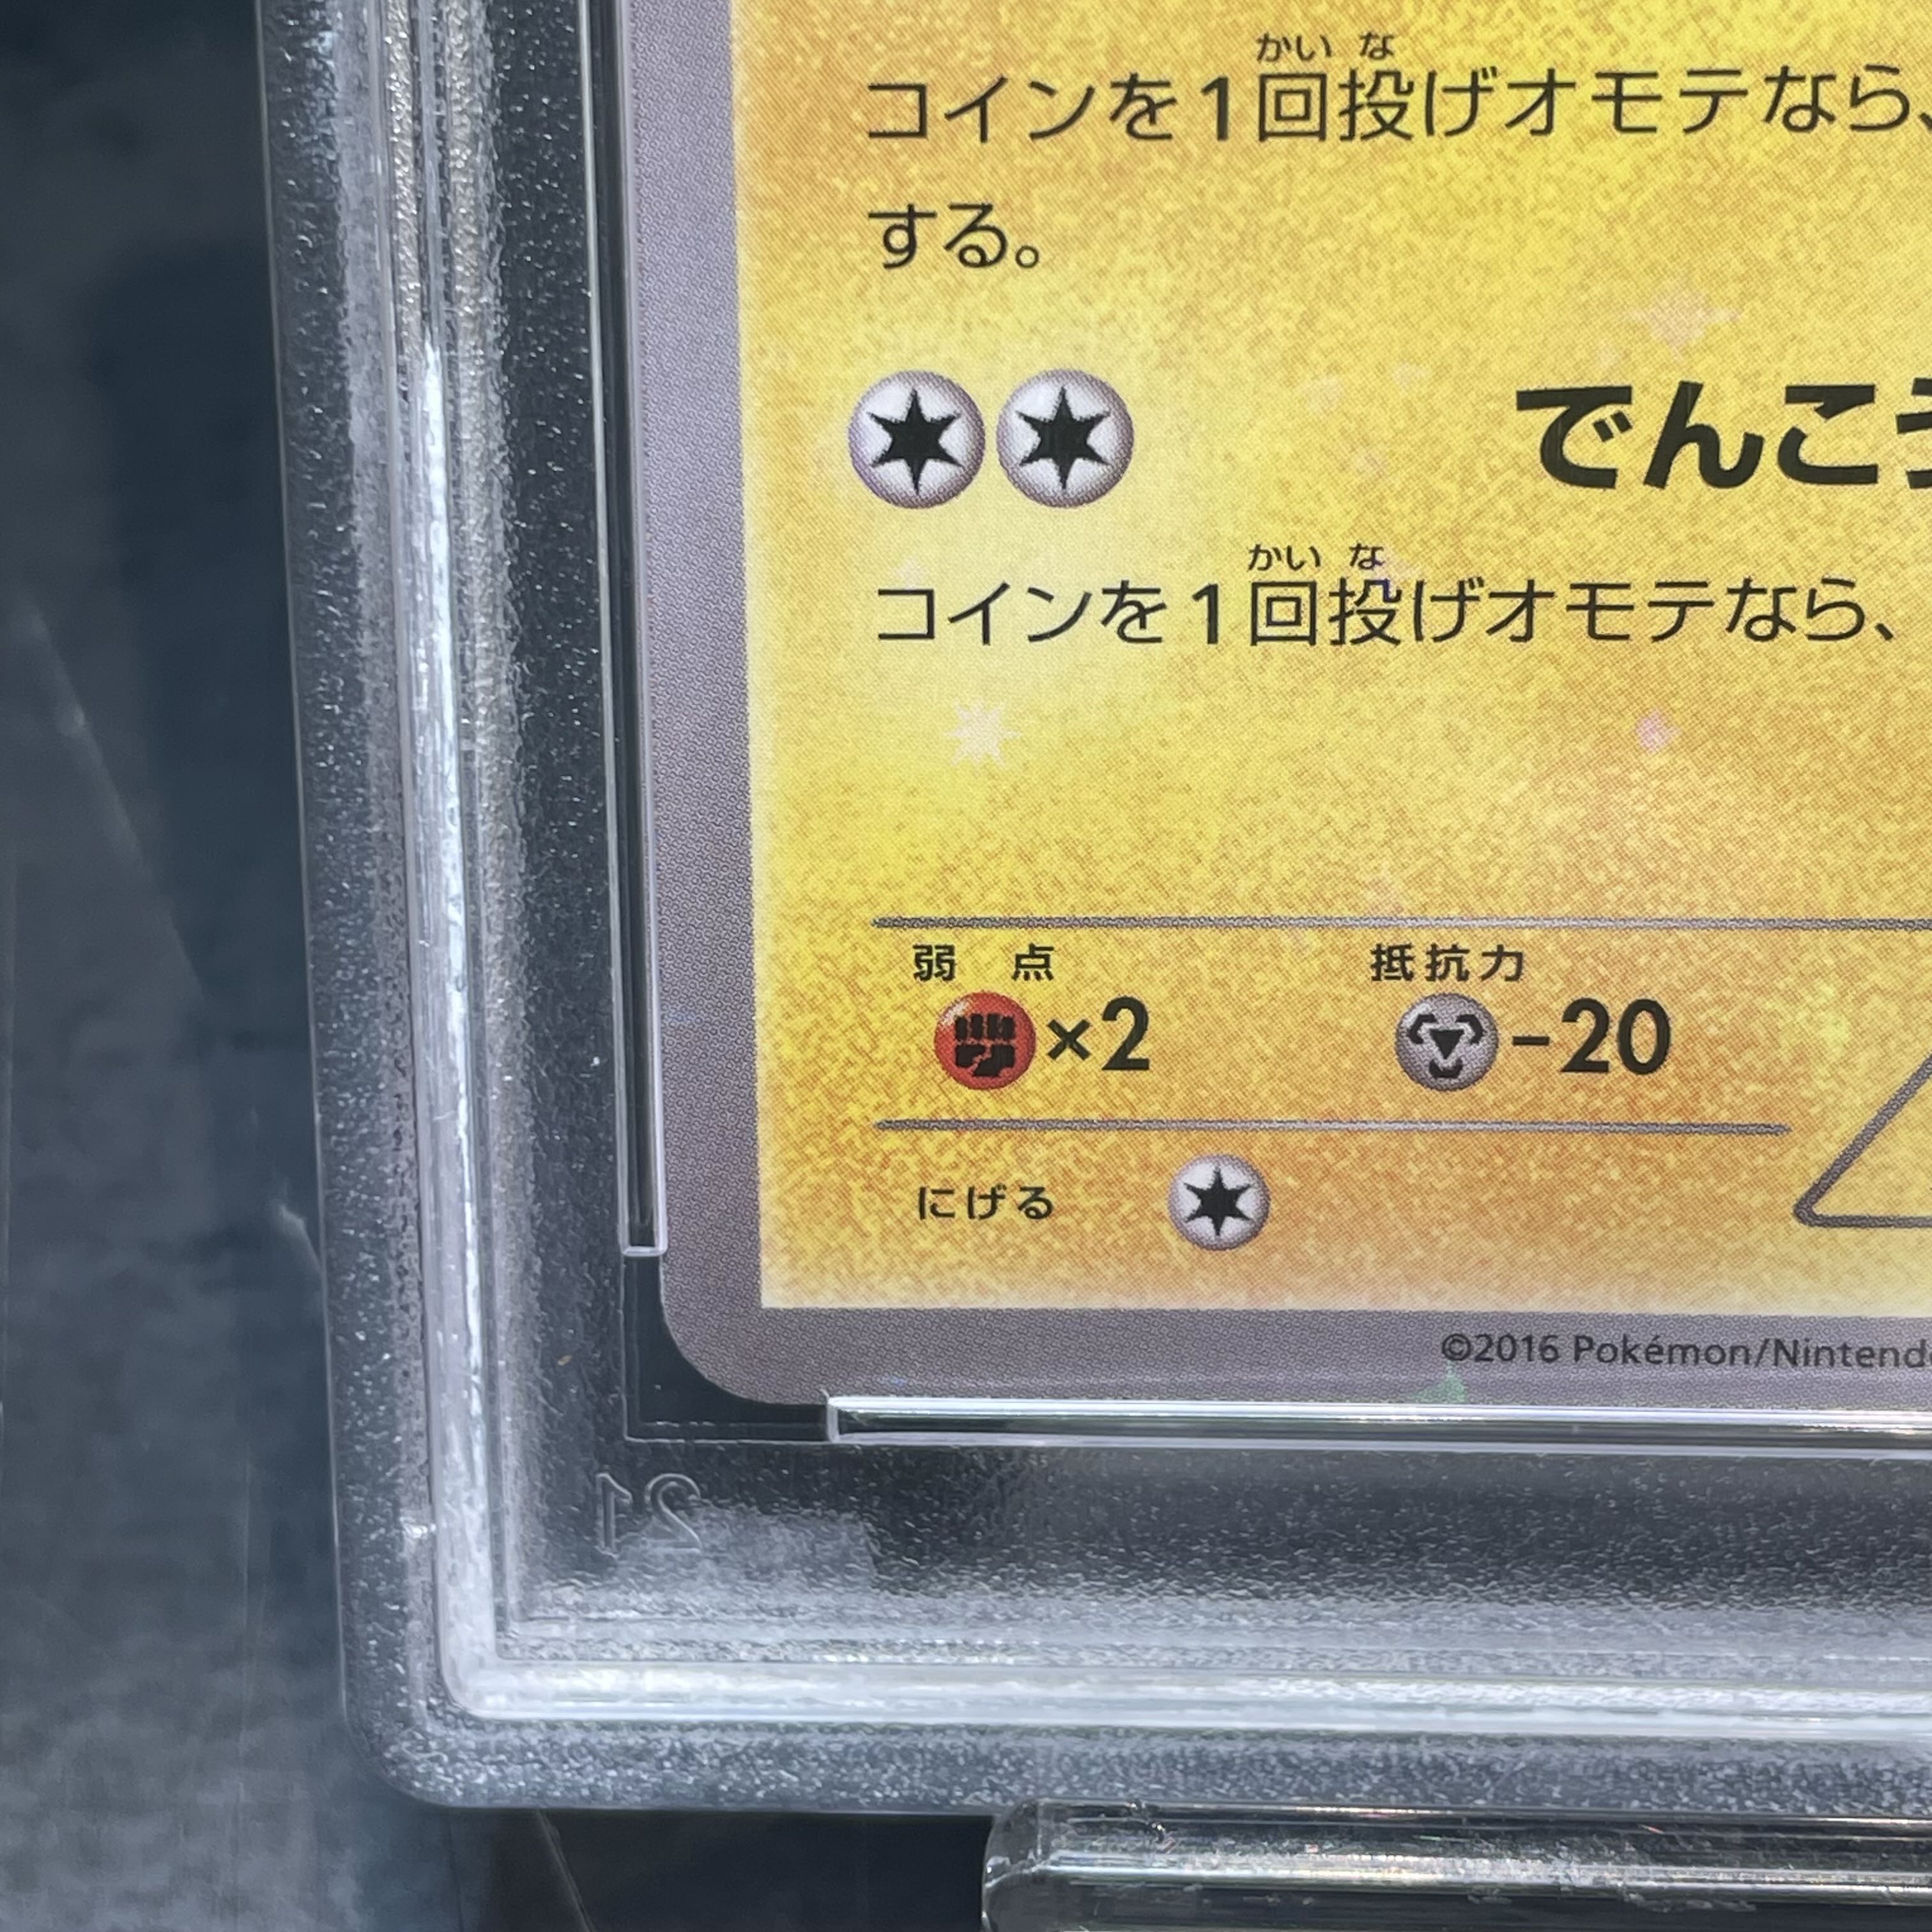 かい な
コインを1回投げオモテなら、
する。
でんこう
かい な
コインを1回投げオモテなら、
弱 点 抵抗力
×2 -20
にげる
©2016 Pokémon/Nintend
21